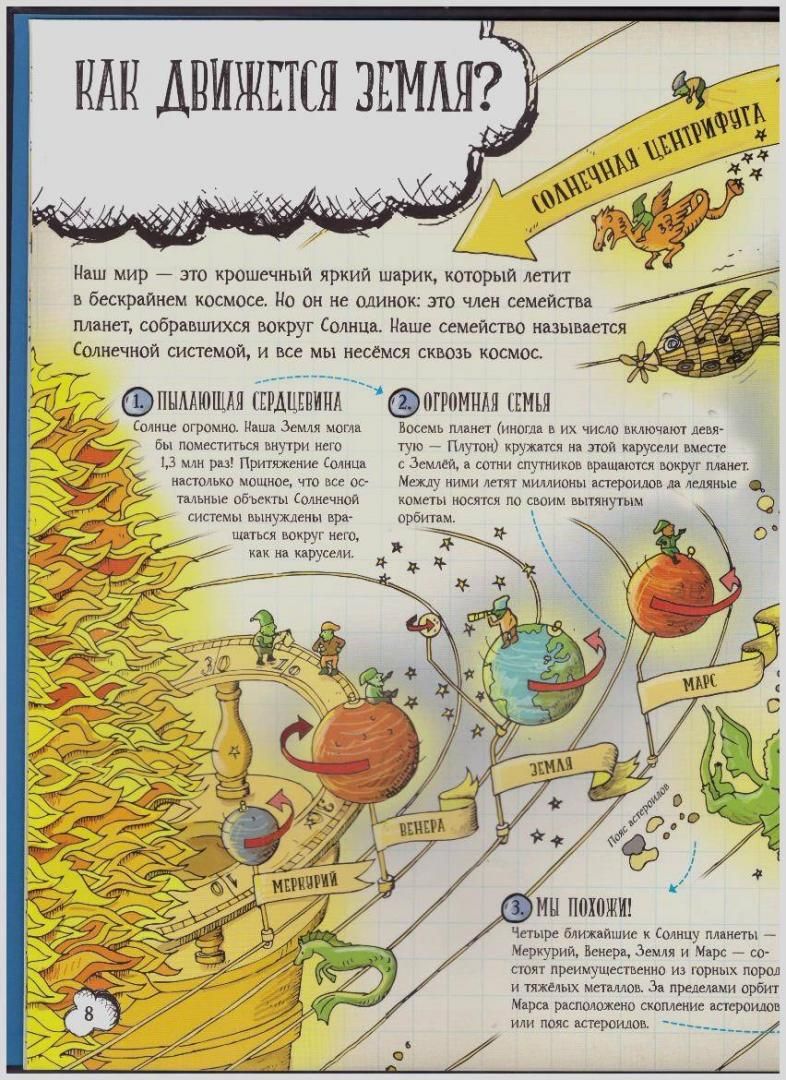 КАК ДВИЖЕТСЯ ЗЕМЛЯ?
СОЛНЕЧНАЯ ЦЕНТРИФУГА
Наш мир — это крошечный яркий шарик, который летит
в бескрайнем космосе. Но он не одинок: это член семейства
планет, собравшихся вокруг Солнца. Наше семейство называется
Солнечной системой, и все мы несёмся сквозь космос.
1. ПЫЛАЮЩАЯ СЕРДЦЕВИНА
Солнце огромно. Наша Земля могла
бы поместиться внутри него
1,3 млн раз! Притяжение Солнца
настолько мощное, что все ос-
тальные объекты Солнечной
системы вынуждены вра-
щаться вокруг него,
как на карусели.
2. ОГРОМНАЯ СЕМЬЯ
Восемь планет (иногда в их число включают девя-
тую — Плутон) кружатся на этой карусели вместе
с Землёй, а сотни спутников вращаются вокруг планет.
Между ними летят миллионы астероидов да ледяные
кометы носятся по своим вытянутым
орбитам.
30
10
МАРС
ЗЕМЛЯ
ВЕНЕРА
МЕРКУРИЙ
20
10
Пояс астероидов
3. МЫ ПОХОЖИ!
Четыре ближайшие к Солнцу планеты —
Меркурий, Венера, Земля и Марс — со-
стоят преимущественно из горных пород
и тяжёлых металлов. За пределами орбит
Марса расположено скопление астероидов
или пояс астероидов.
8
6